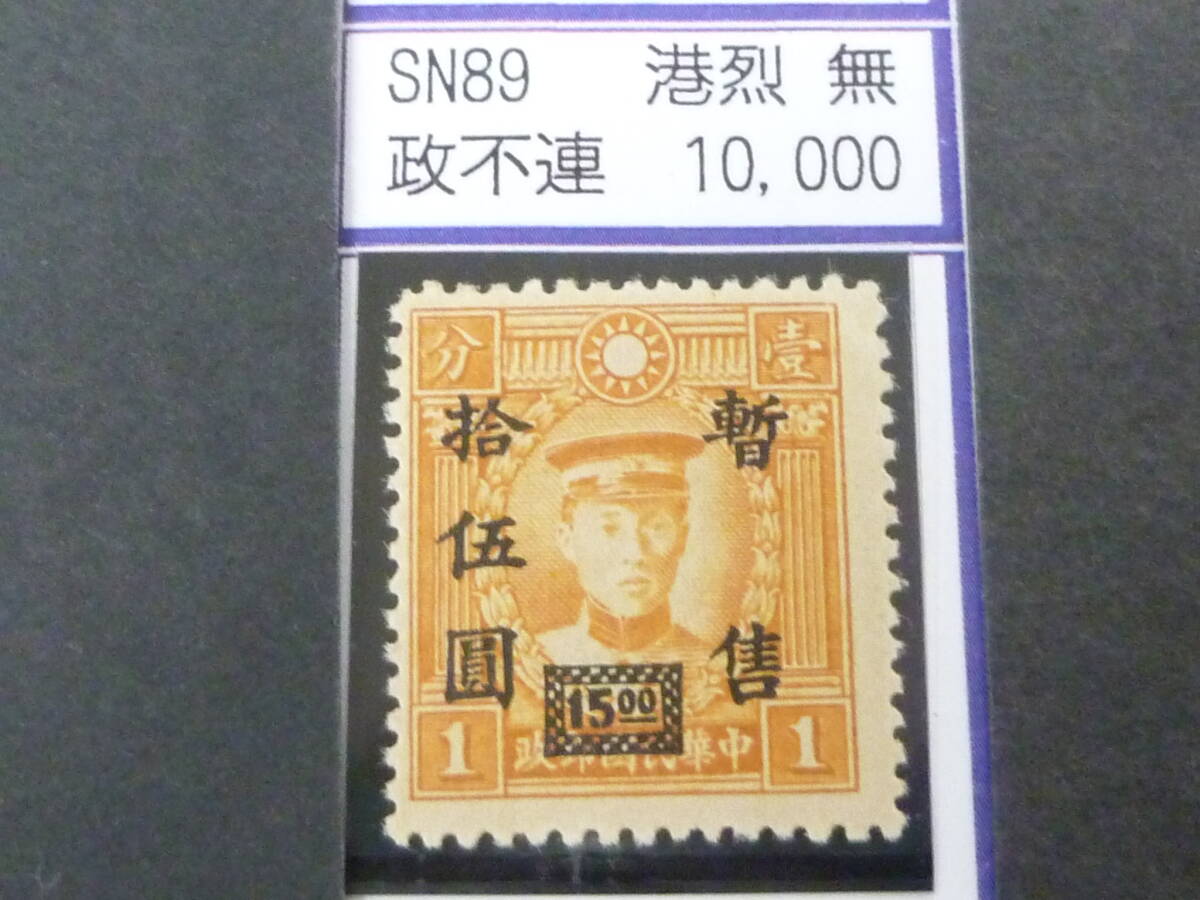 SN89 港烈 無
政不連 10,000
分 壹
拾伍圓
暫售
15.00
1 1
中華民國郵政